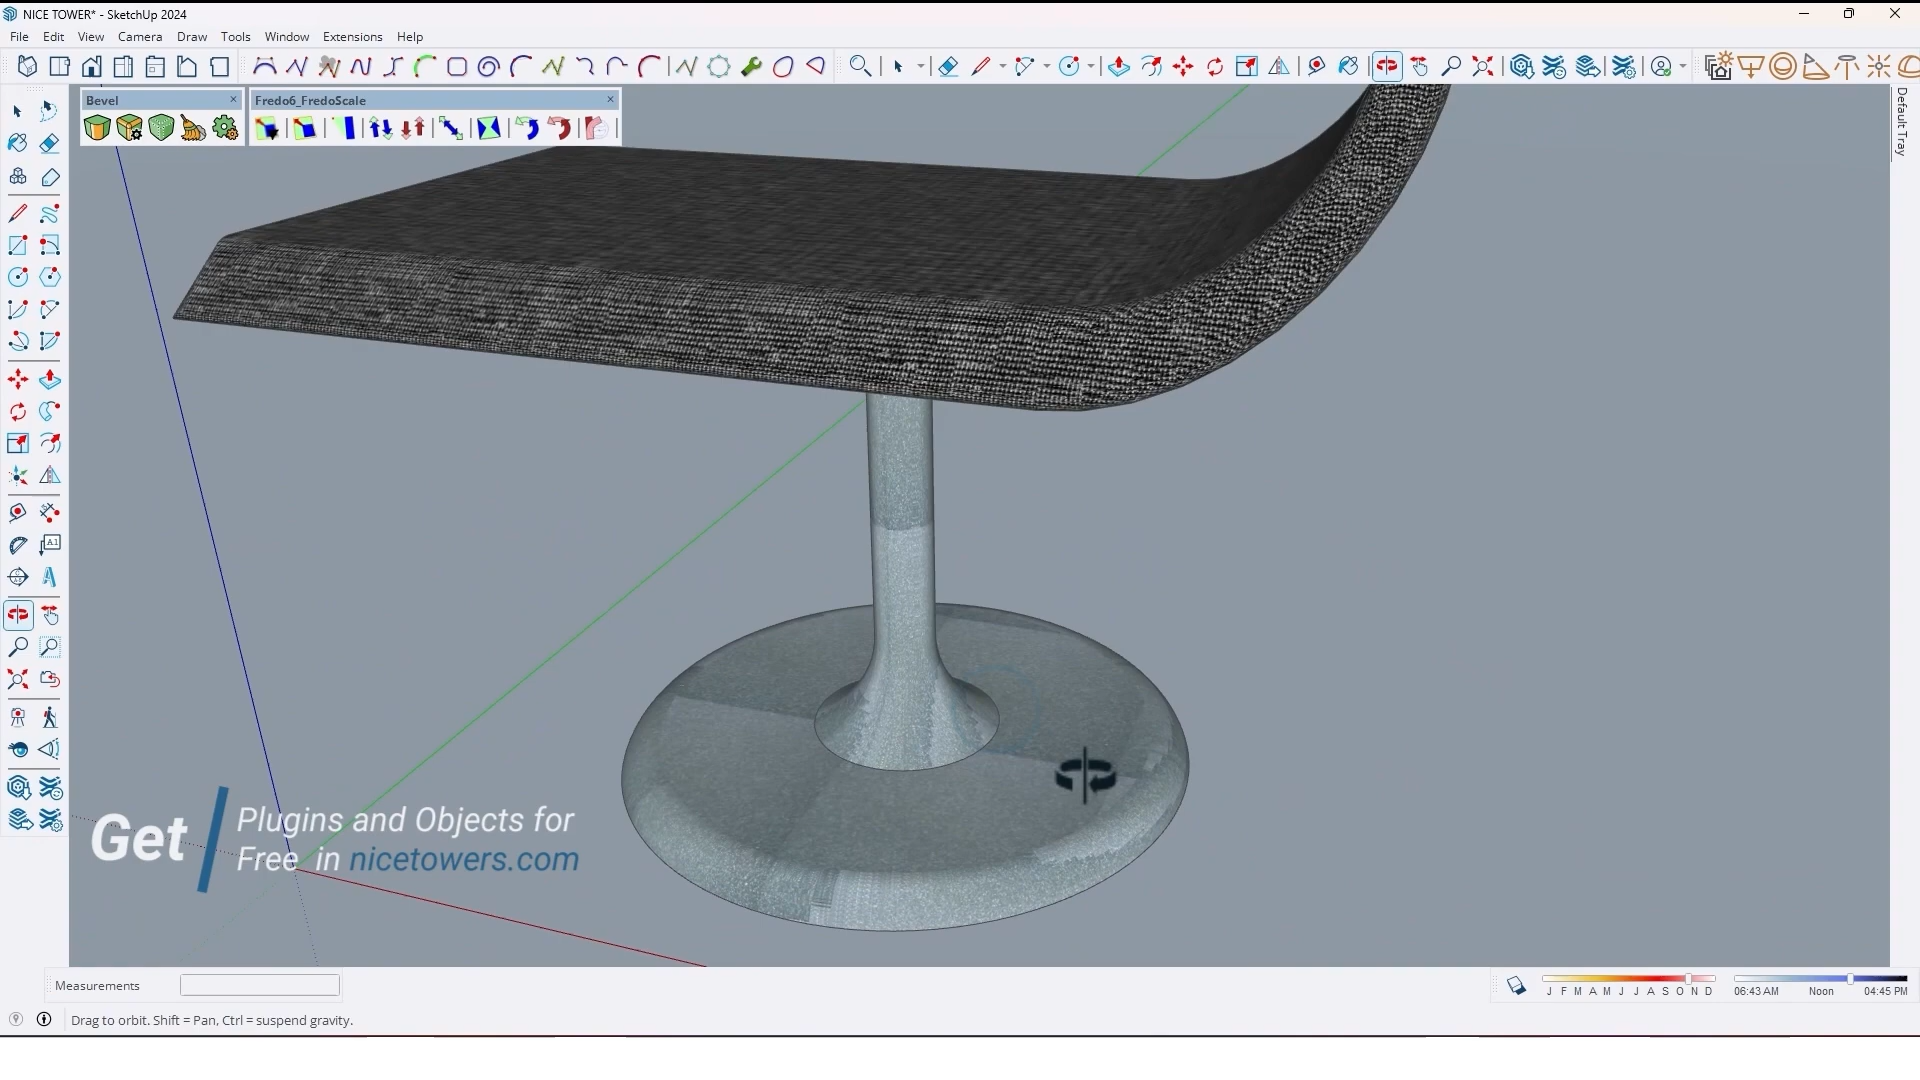 NICE TOWER* - SketchUp 2024
File Edit View Camera Draw Tools Window Extensions Help
Bevel
Fredo6_FredoScale
Default Tray
A1
Get
Plugins and Objects for
Free in nicetowers.com
Measurements
J F M A M J J A S O N D
06:43 AM Noon 04:45 PM
Drag to orbit. Shift = Pan, Ctrl = suspend gravity.